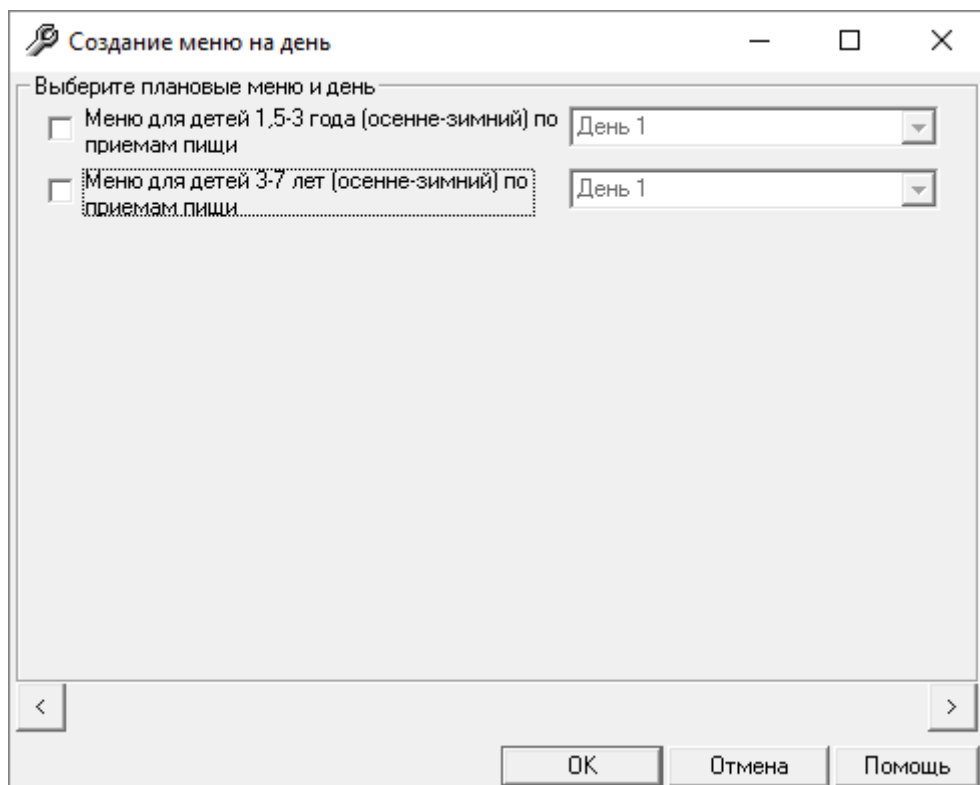 Создание меню на день
Выберите плановые меню и день
Меню для детей 1,5-3 года (осенне-зимний) по
приемам пищи
День 1
Меню для детей 3-7 лет (осенне-зимний) по
приемам пищи
День 1
<
>
OK
Отмена
Помощь